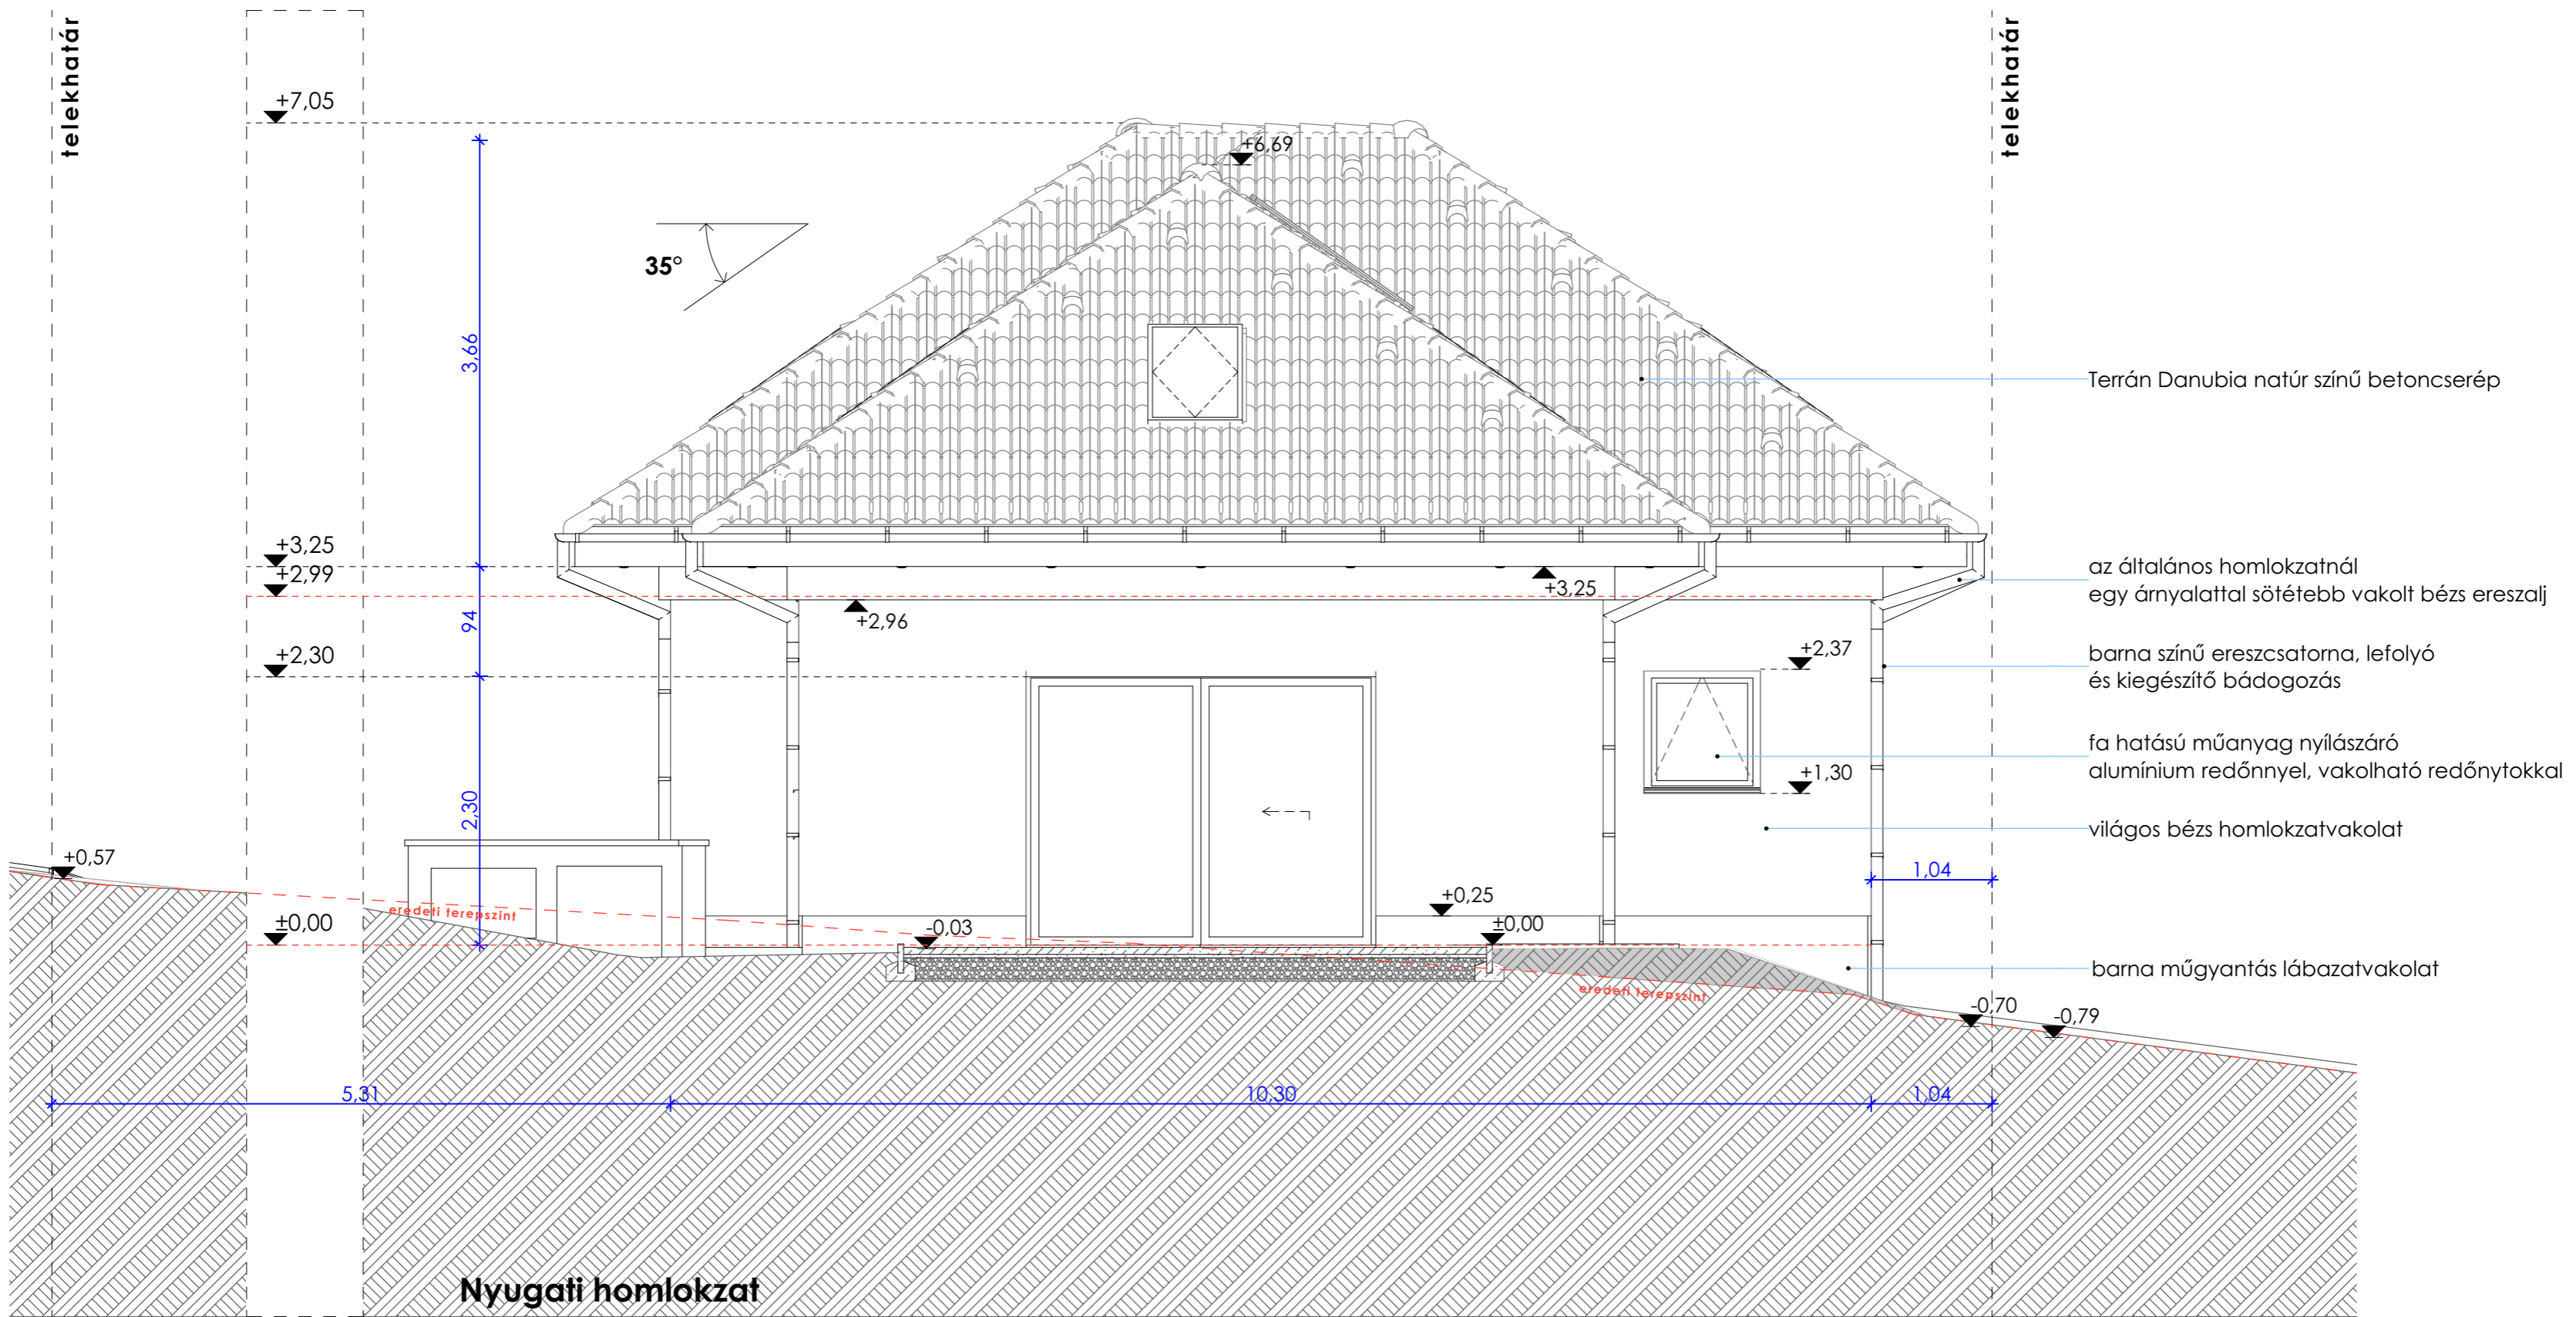 telekhatár
telekhatár
+7,05
+6,69
35°
3,66
Terrán Danubia natúr színű betoncserép
+3,25
+2,99
+3,25
+2,96
94
az általános homlokzatnál
egy árnyalattal sötétebb vakolt bézs ereszalj
+2,30
+2,37
barna színű ereszcsatorna, lefolyó
és kiegészítő bádogozás
fa hatású műanyag nyílászáró
alumínium redőnnyel, vakolható redőnytokkal
+1,30
2,30
világos bézs homlokzatvakolat
+0,57
1,04
+0,25
eredeti terepszint
±0,00
-0,03
±0,00
barna műgyantás lábazatvakolat
eredeti terepszint
-0,70
-0,79
5,31
10,30
1,04
Nyugati homlokzat